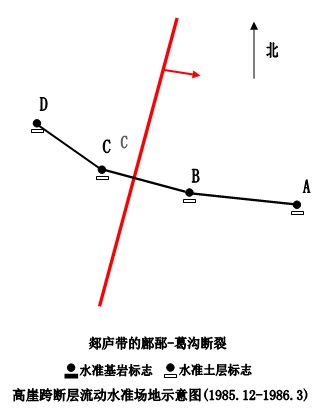 北
D
C C
B
A
郯庐带的鄌郚-葛沟断裂
水准基岩标志 水准土层标志
高崖跨断层流动水准场地示意图(1985.12-1986.3)